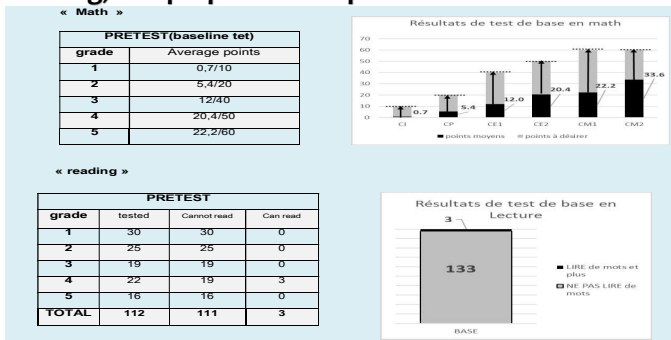 « Math »
PRETEST(baseline tet)
grade Average points
1 0,7/10
2 5,4/20
3 12/40
4 20,4/50
5 22,2/60
Résultats de test de base en math
70
60
50
40
30
20
10
0
0.7
5.4
12.0
20.4
22.2
33.6
CI CP CE1 CE2 CM1 CM2
points moyens points à désirer
« reading »
PRETEST
grade tested Cannot read Can read
1 30 30 0
2 25 25 0
3 19 19 0
4 22 19 3
5 16 16 0
TOTAL 112 111 3
Résultats de test de base en
Lecture
3
133
LIRE de mots et
plus
NE PAS LIRE de
mots
BASE